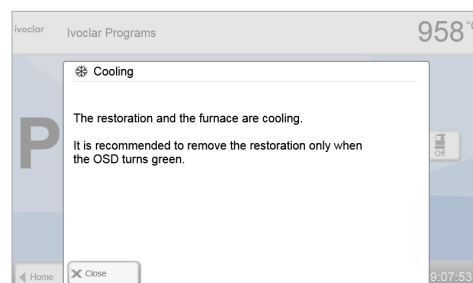 ivoclar
Ivoclar Programs
958 °C
Cooling
The restoration and the furnace are cooling.
It is recommended to remove the restoration only when
the OSD turns green.
P
Off
Close
Home
9:07:53